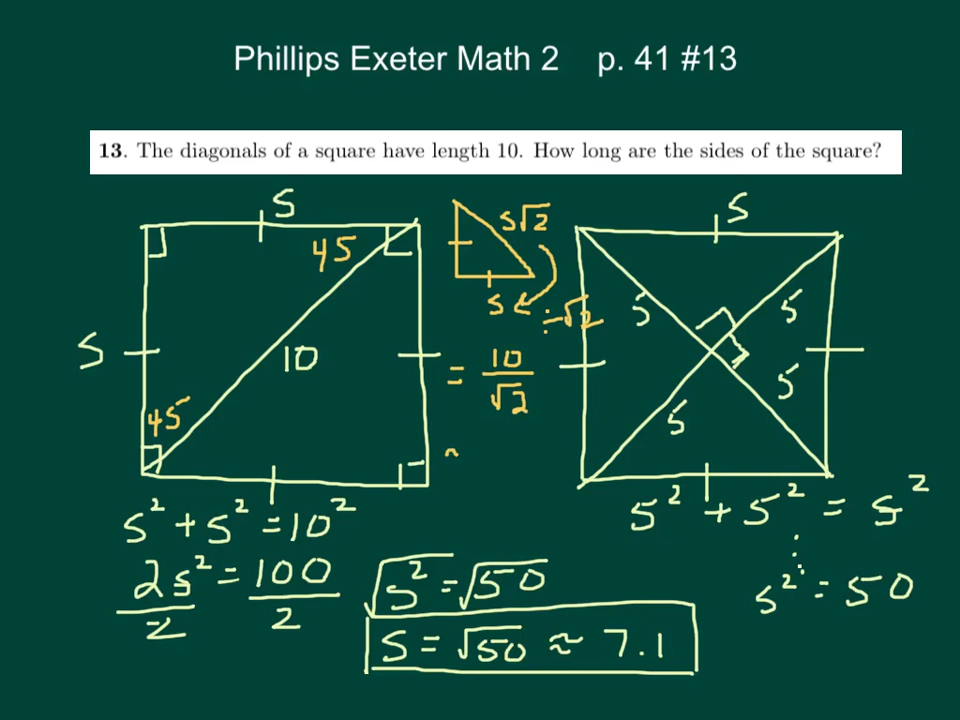 Phillips Exeter Math 2 p. 41 #13
13. The diagonals of a square have length 10. How long are the sides of the square?
S
45
S
10
45
s√2
s
÷√2
= 10/√2
≈
S
5
5
5
5
s² + s² = 10²
2s² = 100
2 2
√s² = √50
S = √50 ≈ 7.1
5² + 5² = s²
∴ s² = 50